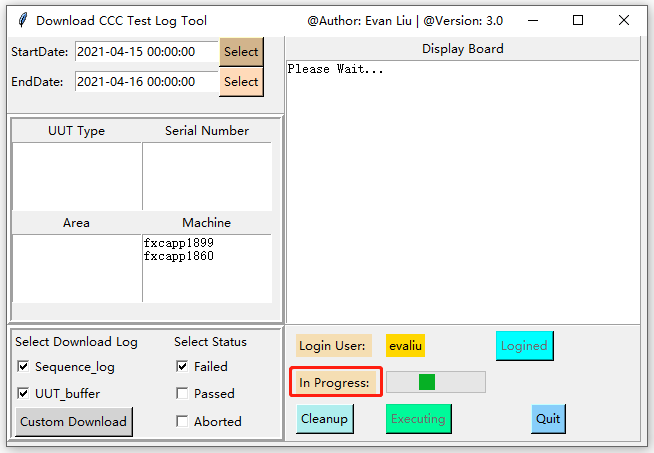 Download CCC Test Log Tool @Author: Evan Liu | @Version: 3.0
StartDate: 2021-04-15 00:00:00 Select
EndDate: 2021-04-16 00:00:00 Select
UUT Type Serial Number
Area Machine
fxcapp1899
fxcapp1860
Select Download Log Select Status
Sequence_log Failed
UUT_buffer Passed
Custom Download Aborted
Display Board
Please Wait...
Login User: evaliu Logined
In Progress:
Cleanup Executing Quit